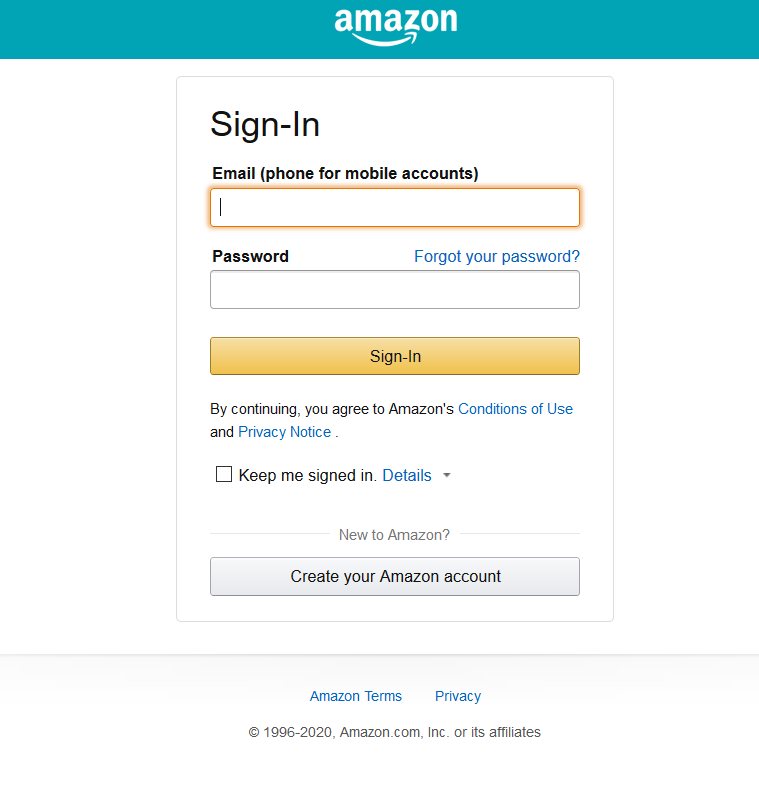 amazon
Sign-In
Email (phone for mobile accounts)
Password Forgot your password?
Sign-In
By continuing, you agree to Amazon's Conditions of Use
and Privacy Notice .
Keep me signed in. Details
New to Amazon?
Create your Amazon account
Amazon Terms Privacy
© 1996-2020, Amazon.com, Inc. or its affiliates